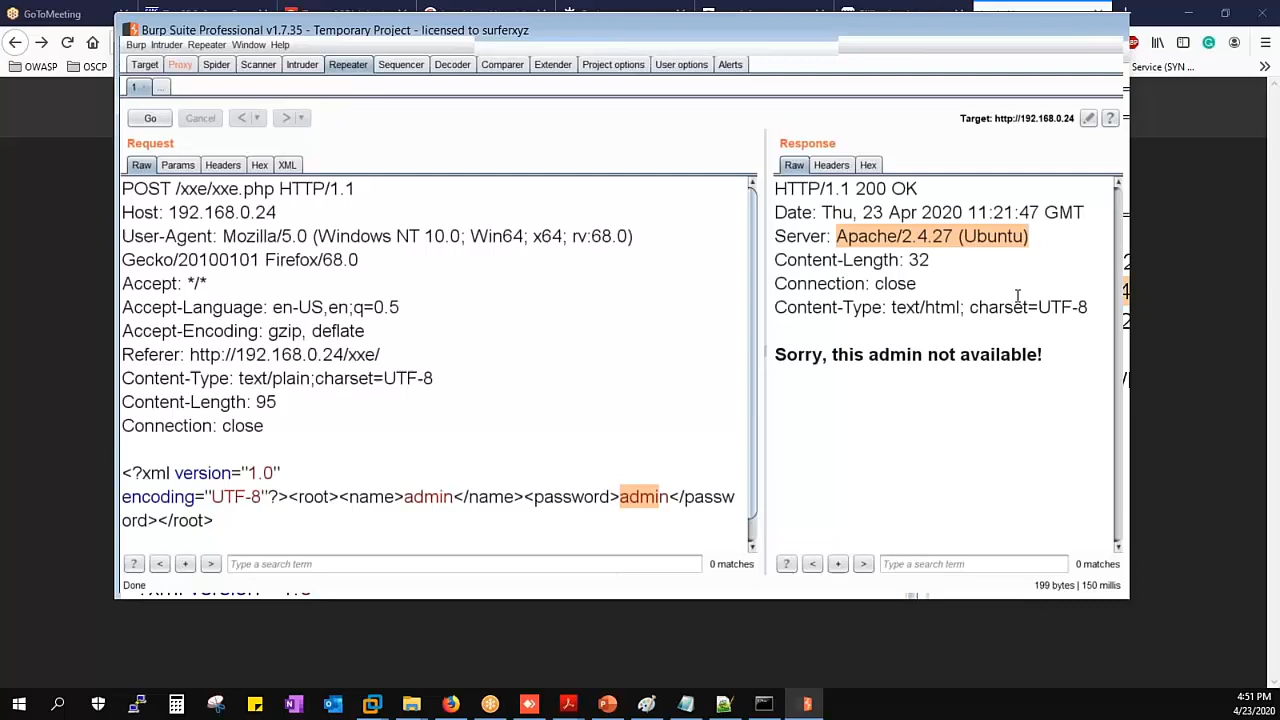 GoToMeeting
Burp Suite Professional v1.7.35 - Temporary Project - licensed to surferxyz
Burp Intruder Repeater Window Help
OWASP
OSCP
Service (SYN ...
Target Proxy Spider Scanner Intruder Repeater Sequencer Decoder Comparer Extender Project options User options Alerts
1 ...
Go Cancel < >
Target: http://192.168.0.24
?
Request
Raw Params Headers Hex XML
POST /xxe/xxe.php HTTP/1.1
Host: 192.168.0.24
User-Agent: Mozilla/5.0 (Windows NT 10.0; Win64; x64; rv:68.0)
Gecko/20100101 Firefox/68.0
Accept: */*
Accept-Language: en-US,en;q=0.5
Accept-Encoding: gzip, deflate
Referer: http://192.168.0.24/xxe/
Content-Type: text/plain;charset=UTF-8
Content-Length: 95
Connection: close
<?xml version="1.0"
encoding="UTF-8"?><root><name>admin</name><password>admin</passw
ord></root>
? < + > Type a search term 0 matches
Response
Raw Headers Hex
HTTP/1.1 200 OK
Date: Thu, 23 Apr 2020 11:21:47 GMT
Server: Apache/2.4.27 (Ubuntu)
Content-Length: 32
Connection: close
Content-Type: text/html; charset=UTF-8
Sorry, this admin not available!
? < + > Type a search term 0 matches
Done
199 bytes | 150 millis
4:51 PM
4/23/2020